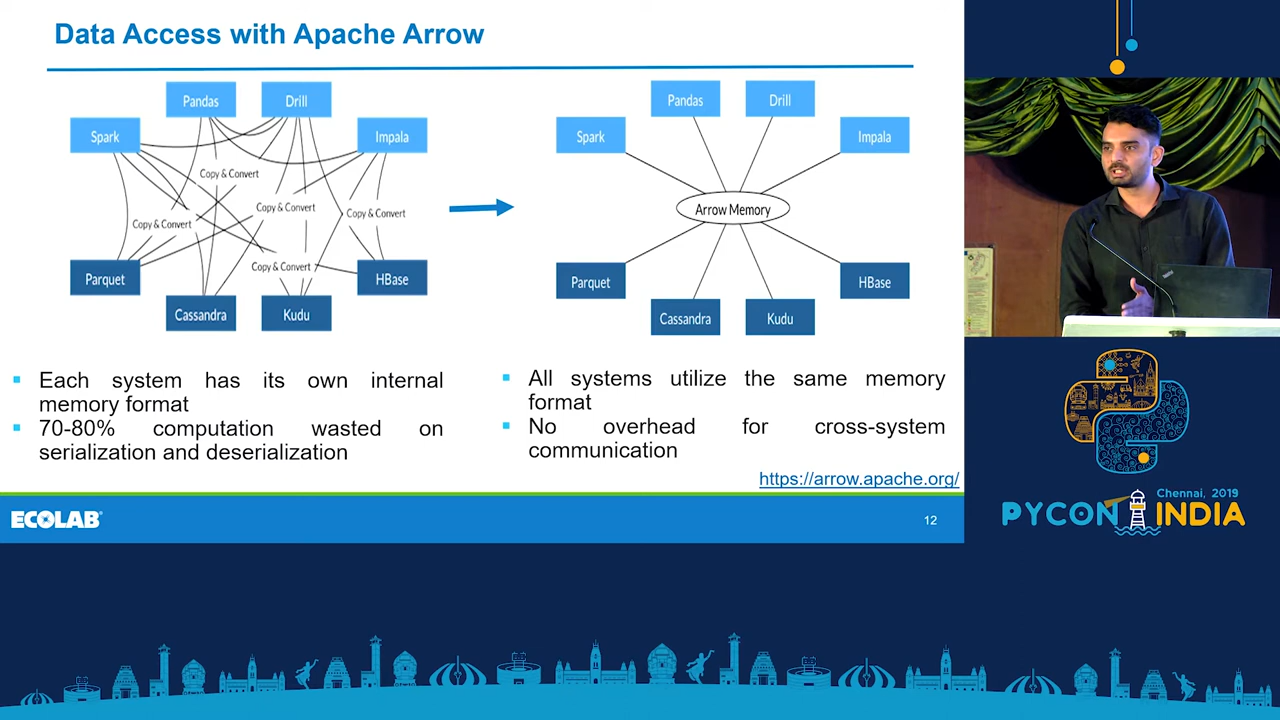 Data Access with Apache Arrow
Pandas
Drill
Spark
Impala
Copy & Convert
Copy & Convert
Copy & Convert
Copy & Convert
Copy & Convert
Parquet
HBase
Cassandra
Kudu
Pandas
Drill
Spark
Impala
Arrow Memory
Parquet
HBase
Cassandra
Kudu
Each system has its own internal
memory format
70-80% computation wasted on
serialization and deserialization
All systems utilize the same memory
format
No overhead for cross-system
communication
https://arrow.apache.org/
ECOLAB®
12
Chennai, 2019
PYCON INDIA